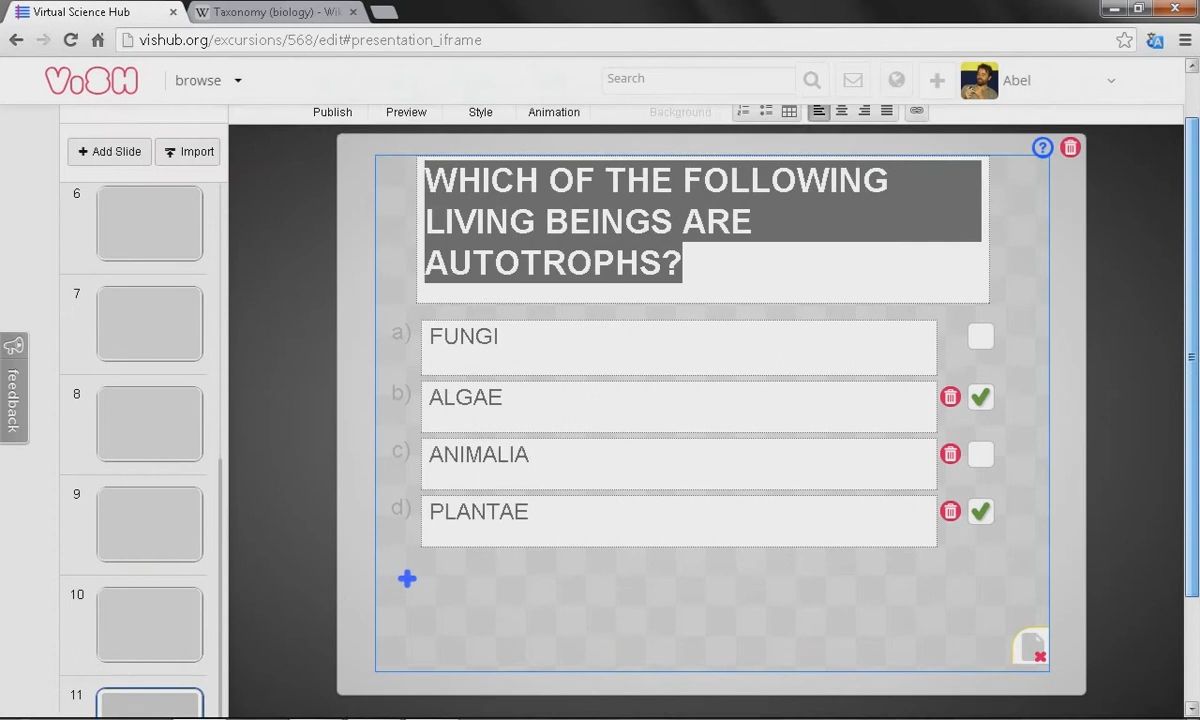 Virtual Science Hub
Taxonomy (biology) - Wik
vishub.org/excursions/568/edit#presentation_iframe
ViSH
browse
Search
Abel
Publish
Preview
Style
Animation
Background
Add Slide
Import
6
7
8
9
10
11
feedback
WHICH OF THE FOLLOWING
LIVING BEINGS ARE
AUTOTROPHS?
a) FUNGI
b) ALGAE
c) ANIMALIA
d) PLANTAE